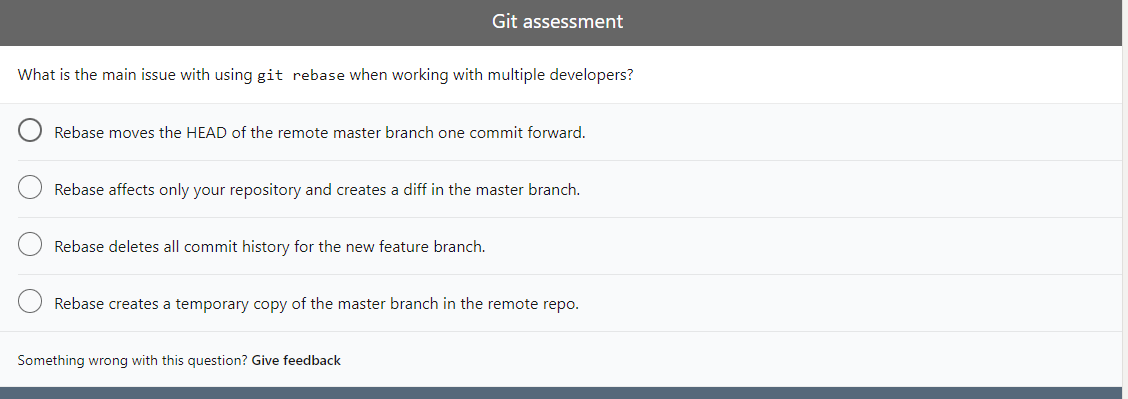 Git assessment
What is the main issue with using git rebase when working with multiple developers?
Rebase moves the HEAD of the remote master branch one commit forward.
Rebase affects only your repository and creates a diff in the master branch.
Rebase deletes all commit history for the new feature branch.
Rebase creates a temporary copy of the master branch in the remote repo.
Something wrong with this question? Give feedback